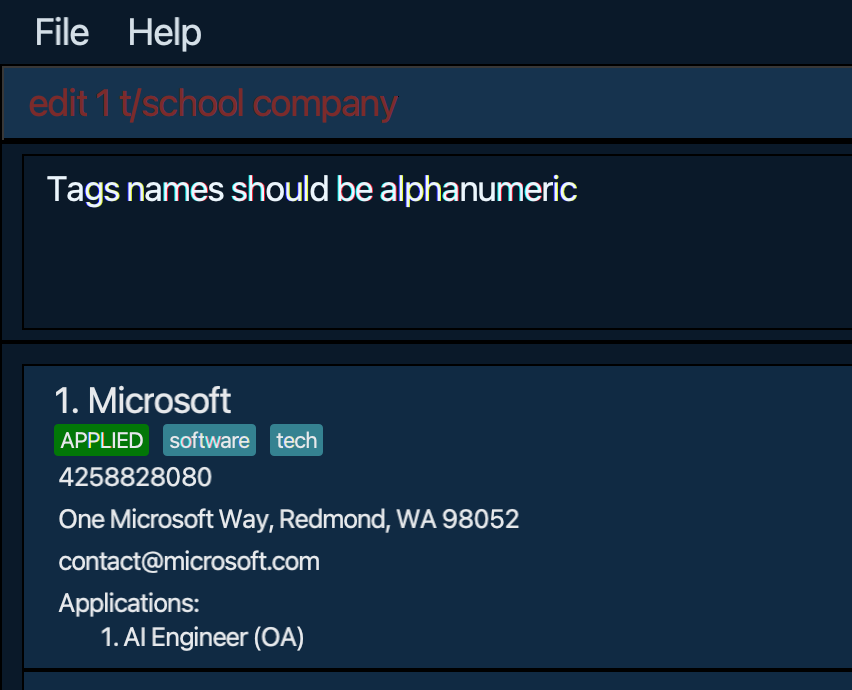 File Help
edit 1 t/school company
Tags names should be alphanumeric
1. Microsoft
APPLIED software tech
4258828080
One Microsoft Way, Redmond, WA 98052
contact@microsoft.com
Applications:
1. AI Engineer (OA)